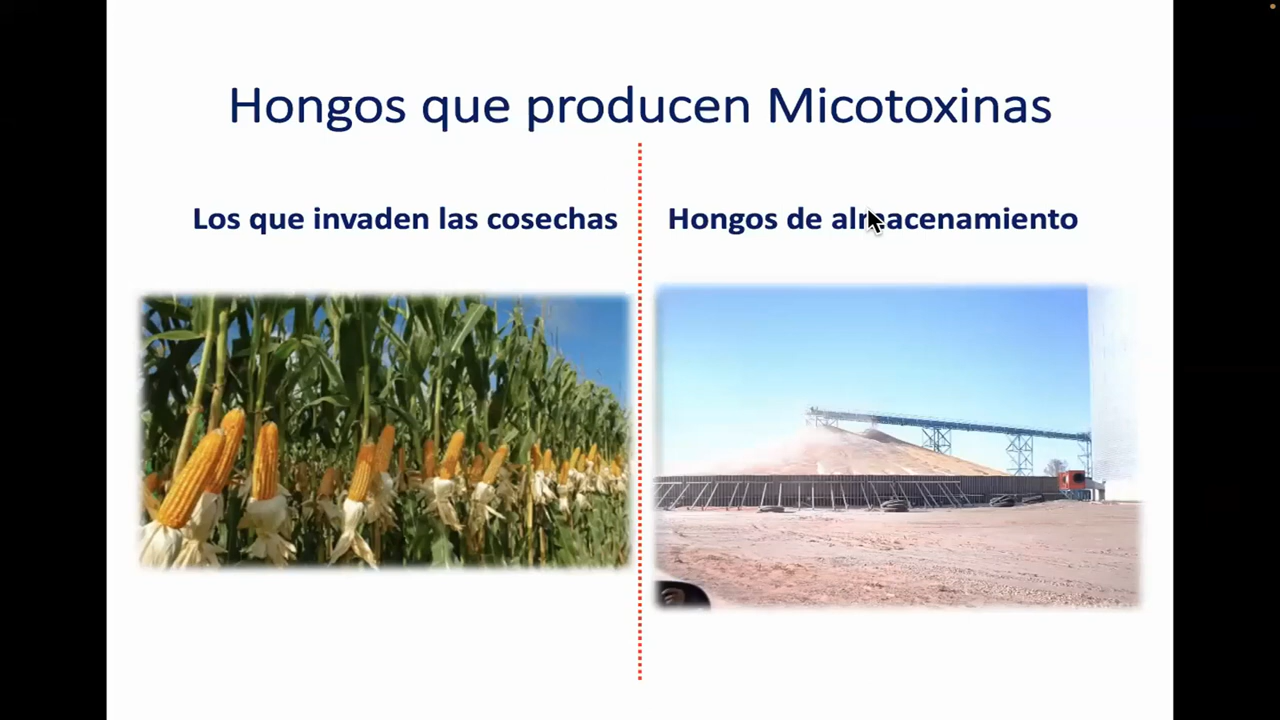 Hongos que producen Micotoxinas
Los que invaden las cosechas
Hongos de almacenamiento